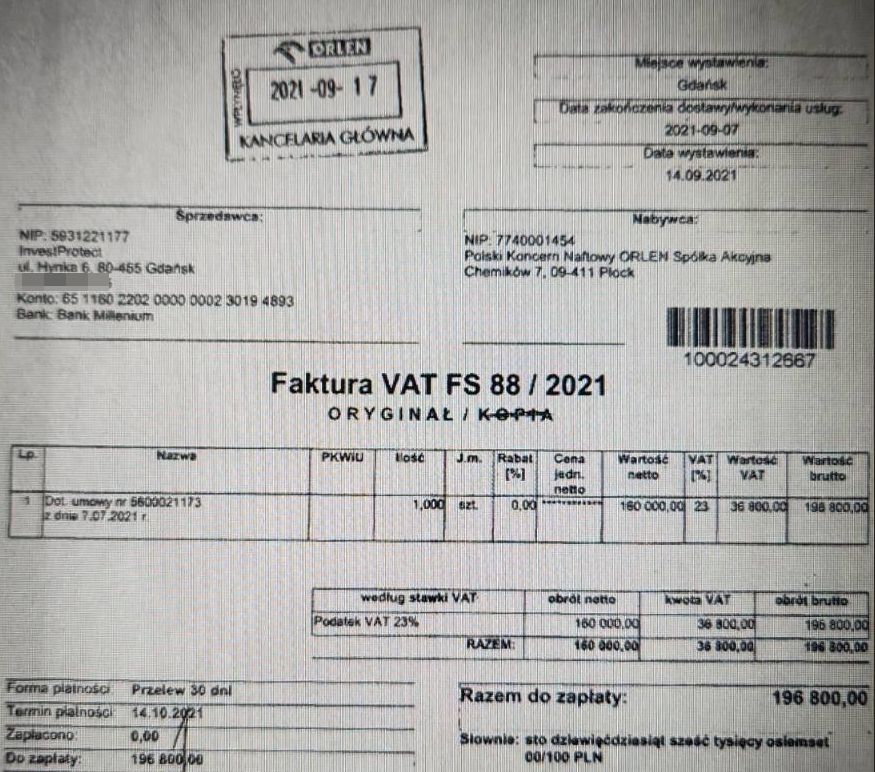 ORLEN
WPŁYNĘŁO
2021 -09- 17
KANCELARIA GŁÓWNA
Miejsce wystawienia:
Gdańsk
Data zakończenia dostawy/wykonania usług:
2021-09-07
Data wystawienia:
14.09.2021
Sprzedawca:
NIP: 5931221177
InvestProtect
ul. Hynka 6, 80-465 Gdańsk
Konto: 65 1160 2202 0000 0002 3019 4893
Bank: Bank Millenium
Nabywca:
NIP: 7740001454
Polski Koncern Naftowy ORLEN Spółka Akcyjna
Chemików 7, 09-411 Płock
100024312667
Faktura VAT FS 88 / 2021
ORYGINAŁ / KOPIA
Lp. Nazwa PKWiU Ilość J.m. Rabat [%] Cena jedn. netto Wartość netto VAT [%] Wartość VAT Wartość brutto
1 Dot. umowy nr 5600021173 1,000 szt. 0,00 *********** 160 000,00 23 36 800,00 196 800,00
z dnia 7.07.2021 r.
według stawki VAT obrót netto kwota VAT obrót brutto
Podatek VAT 23% 160 000,00 36 800,00 196 800,00
RAZEM: 160 000,00 36 800,00 196 800,00
Forma płatności: Przelew 30 dni
Termin płatności: 14.10.2021
Zapłacono: 0,00
Do zapłaty: 196 800,00
Razem do zapłaty: 196 800,00
Słownie: sto dziewięćdziesiąt sześć tysięcy osiemset
00/100 PLN